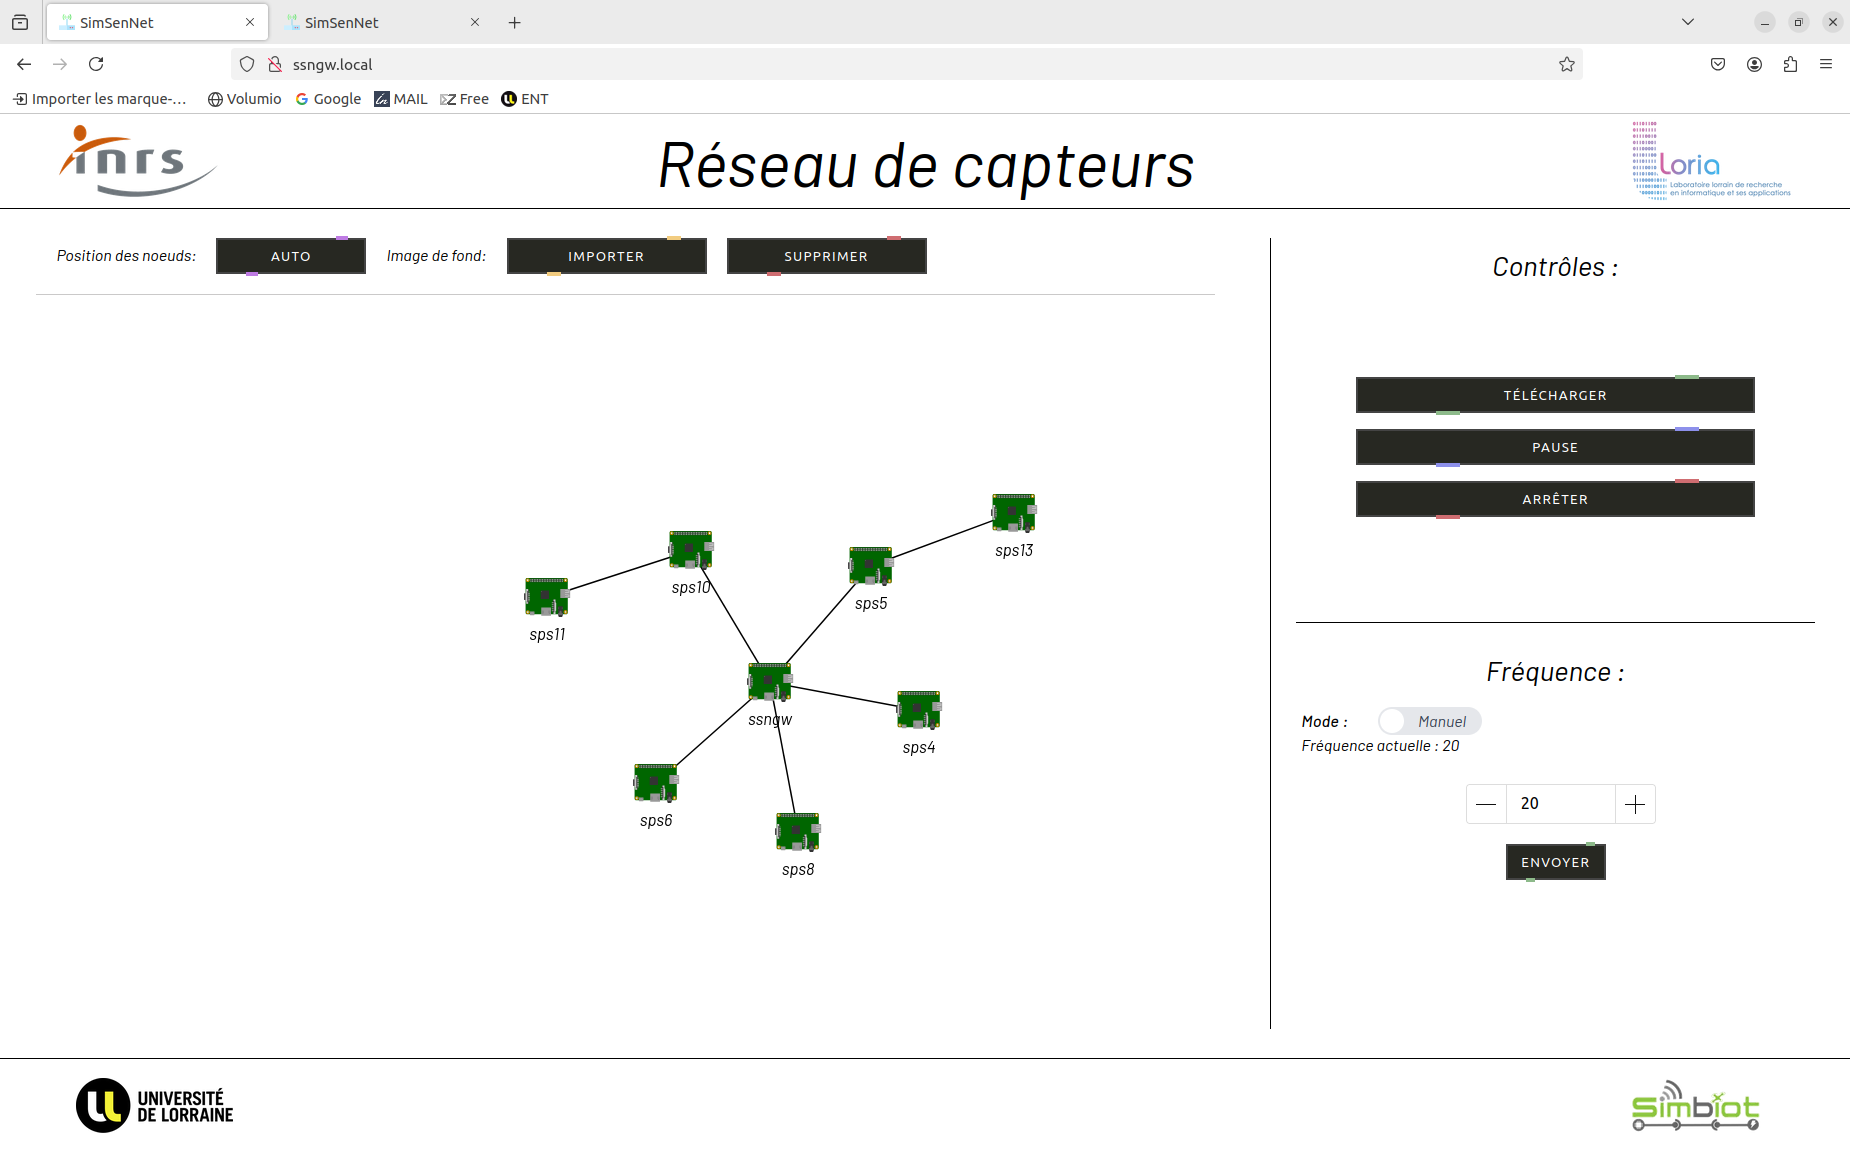 SimSenNet
SimSenNet
ssngw.local
Importer les marque-…
Volumio
Google
MAIL
Free
ENT
inrs
Réseau de capteurs
Loria
Laboratoire lorrain de recherche
en informatique et ses applications
Position des noeuds:
AUTO
Image de fond:
IMPORTER
SUPPRIMER
Contrôles :
TÉLÉCHARGER
PAUSE
ARRÊTER
sps13
sps10
sps5
sps11
ssngw
sps4
sps6
sps8
Fréquence :
Mode :
Manuel
Fréquence actuelle : 20
20
ENVOYER
UNIVERSITÉ
DE LORRAINE
Simbiot